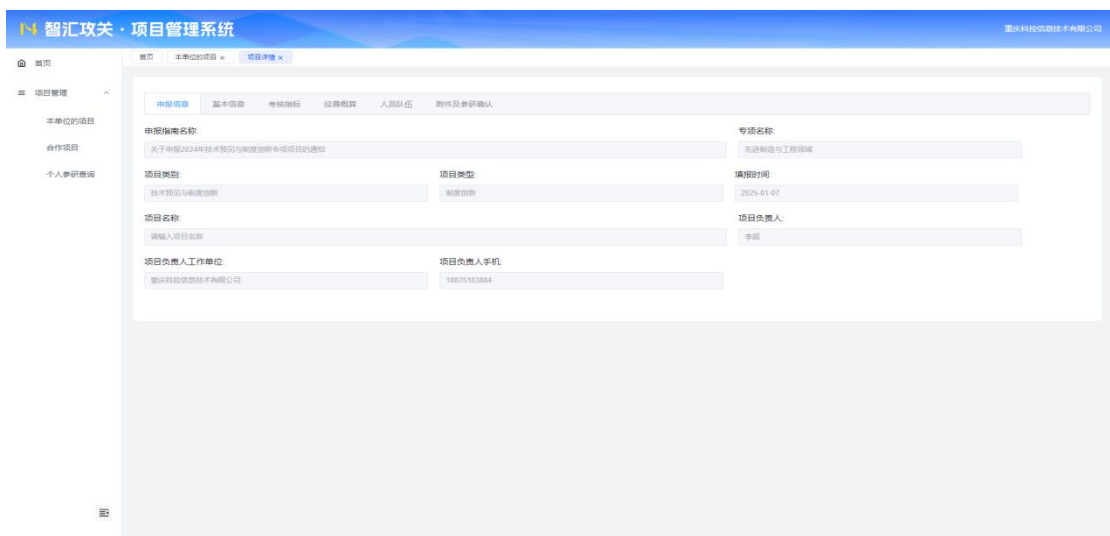 智汇攻关·项目管理系统
重庆科控信息技术有限公司
首页
项目管理
本单位的项目
合作项目
个人参研查询
首页 本单位的项目 × 项目详情 ×
申报信息 基本信息 考核指标 经费概算 人员队伍 附件及参研确认
申报指南名称: 专项名称:
关于申报2024年技术预见与制度创新专项项目的通知 先进制造与工程领域
项目类别: 项目类型: 填报时间:
技术预见与制度创新 制度创新 2025-01-07
项目名称: 项目负责人:
请输入项目名称 李超
项目负责人工作单位: 项目负责人手机:
重庆科控信息技术有限公司 18875183884